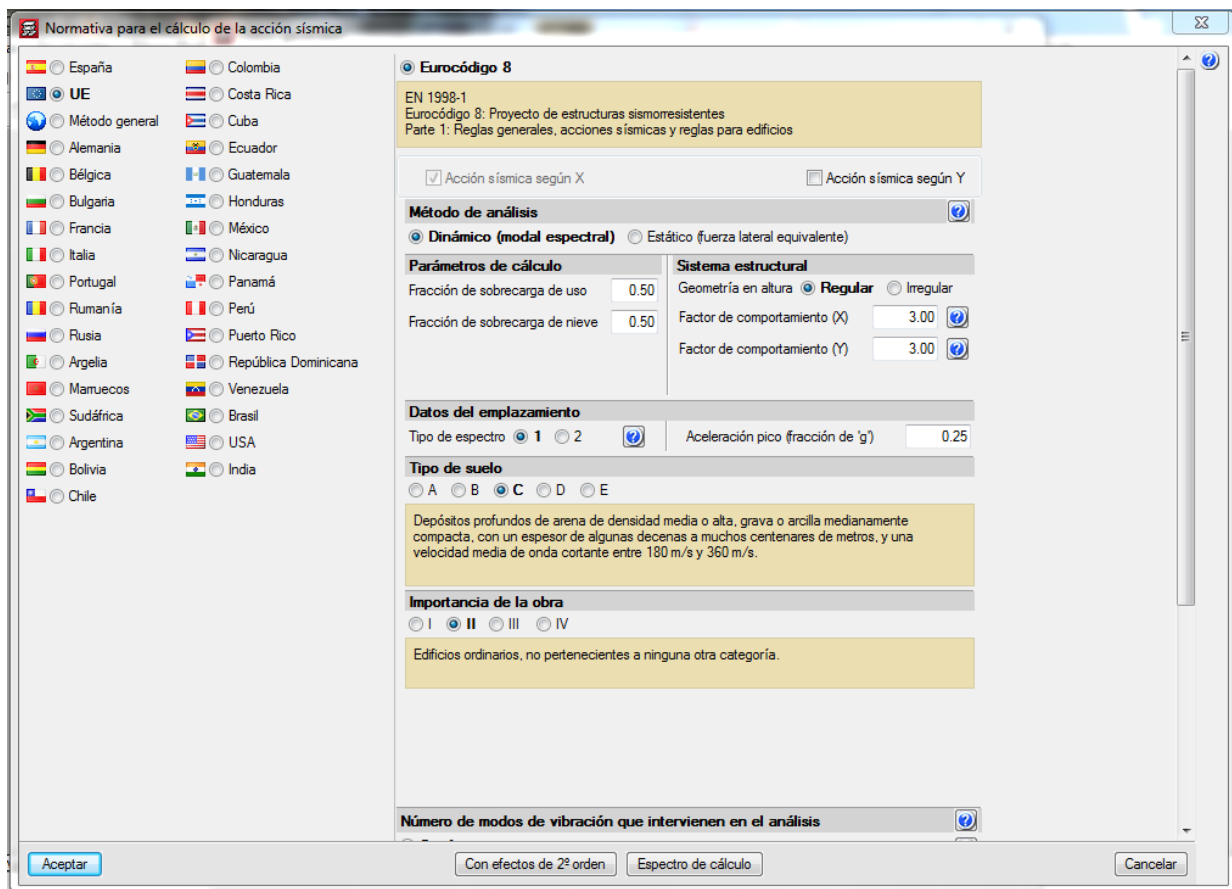 Normativa para el cálculo de la acción sísmica
España
UE
Método general
Alemania
Bélgica
Bulgaria
Francia
Italia
Portugal
Rumanía
Rusia
Argelia
Marruecos
Sudáfrica
Argentina
Bolivia
Chile
Colombia
Costa Rica
Cuba
Ecuador
Guatemala
Honduras
México
Nicaragua
Panamá
Perú
Puerto Rico
República Dominicana
Venezuela
Brasil
USA
India
Eurocódigo 8
EN 1998-1
Eurocódigo 8: Proyecto de estructuras sismorresistentes
Parte 1: Reglas generales, acciones sísmicas y reglas para edificios
Acción sísmica según X Acción sísmica según Y
Método de análisis
Dinámico (modal espectral) Estático (fuerza lateral equivalente)
Parámetros de cálculo
Fracción de sobrecarga de uso 0.50
Fracción de sobrecarga de nieve 0.50
Sistema estructural
Geometría en altura Regular Irregular
Factor de comportamiento (X) 3.00
Factor de comportamiento (Y) 3.00
Datos del emplazamiento
Tipo de espectro 1 2 Aceleración pico (fracción de 'g') 0.25
Tipo de suelo
A B C D E
Depósitos profundos de arena de densidad media o alta, grava o arcilla medianamente
compacta, con un espesor de algunas decenas a muchos centenares de metros, y una
velocidad media de onda cortante entre 180 m/s y 360 m/s.
Importancia de la obra
I II III IV
Edificios ordinarios, no pertenecientes a ninguna otra categoría.
Número de modos de vibración que intervienen en el análisis
Aceptar Con efectos de 2º orden Espectro de cálculo Cancelar